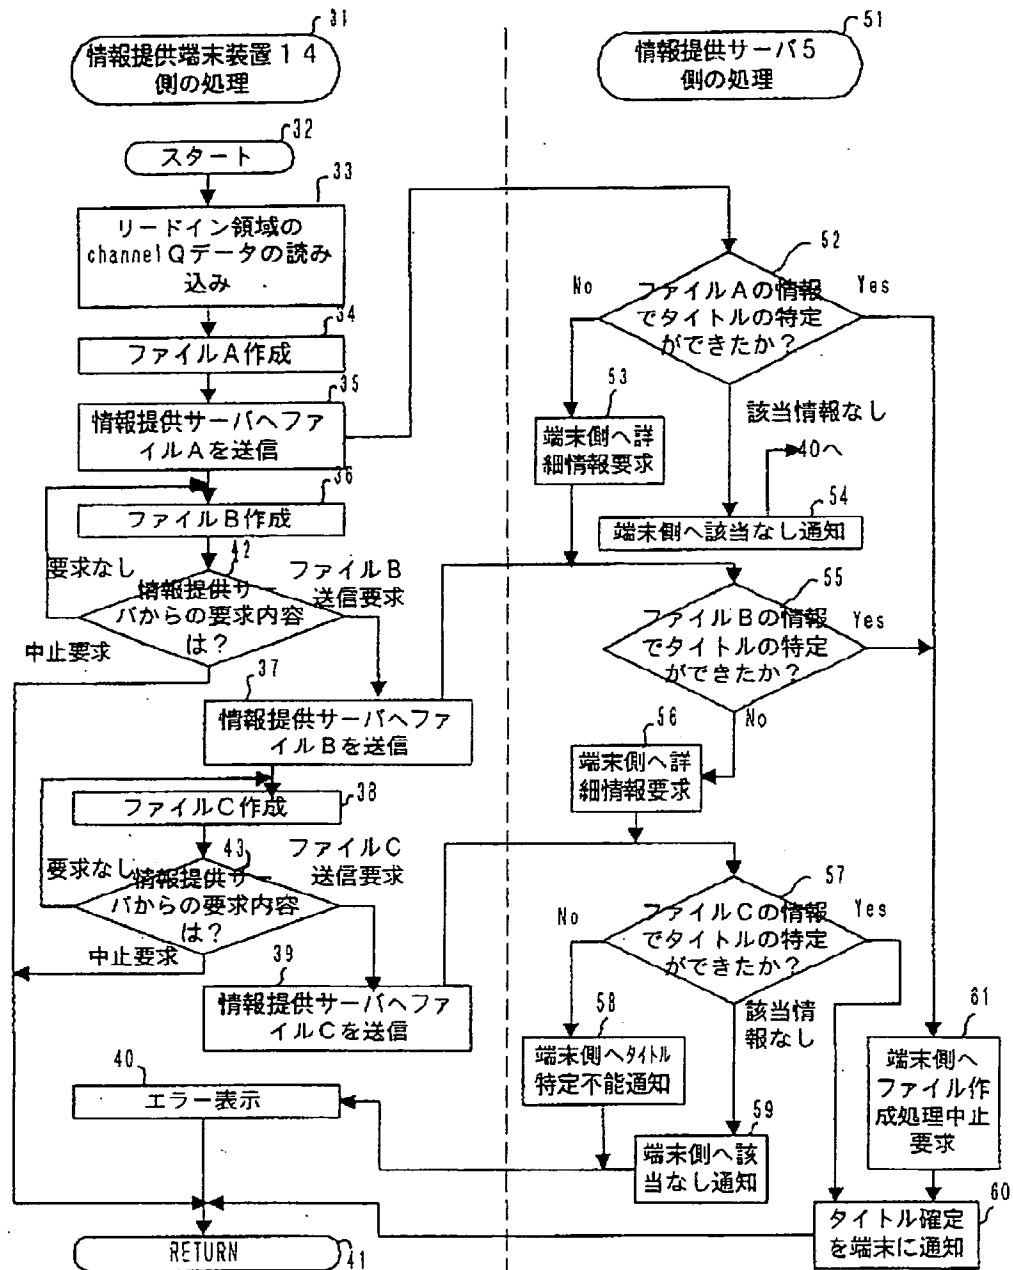 31
情報提供端末装置14
側の処理
51
情報提供サーバ5
側の処理
32
スタート
33
リードイン領域の
channelQデータの読み
込み
34
ファイルA作成
35
情報提供サーバへファ
イルAを送信
36
ファイルB作成
42
要求なし
ファイルB
送信要求
情報提供サー
バからの要求内容
は?
中止要求
37
情報提供サーバへファ
イルBを送信
38
ファイルC作成
43
要求なし
ファイルC
送信要求
情報提供サー
バからの要求内容
は?
中止要求
39
情報提供サーバへファ
イルCを送信
40
エラー表示
RETURN
41
52
No
Yes
ファイルAの情報
でタイトルの特定
ができたか?
53
端末側へ詳
細情報要求
該当情報なし
40へ
54
端末側へ該当なし通知
55
ファイルBの情報
でタイトルの特定
ができたか?
Yes
No
56
端末側へ詳
細情報要求
57
No
Yes
ファイルCの情報
でタイトルの特定
ができたか?
58
端末側へタイトル
特定不能通知
該当情
報なし
59
端末側へ該
当なし通知
61
端末側へ
ファイル作
成処理中止
要求
60
タイトル確定
を端末に通知